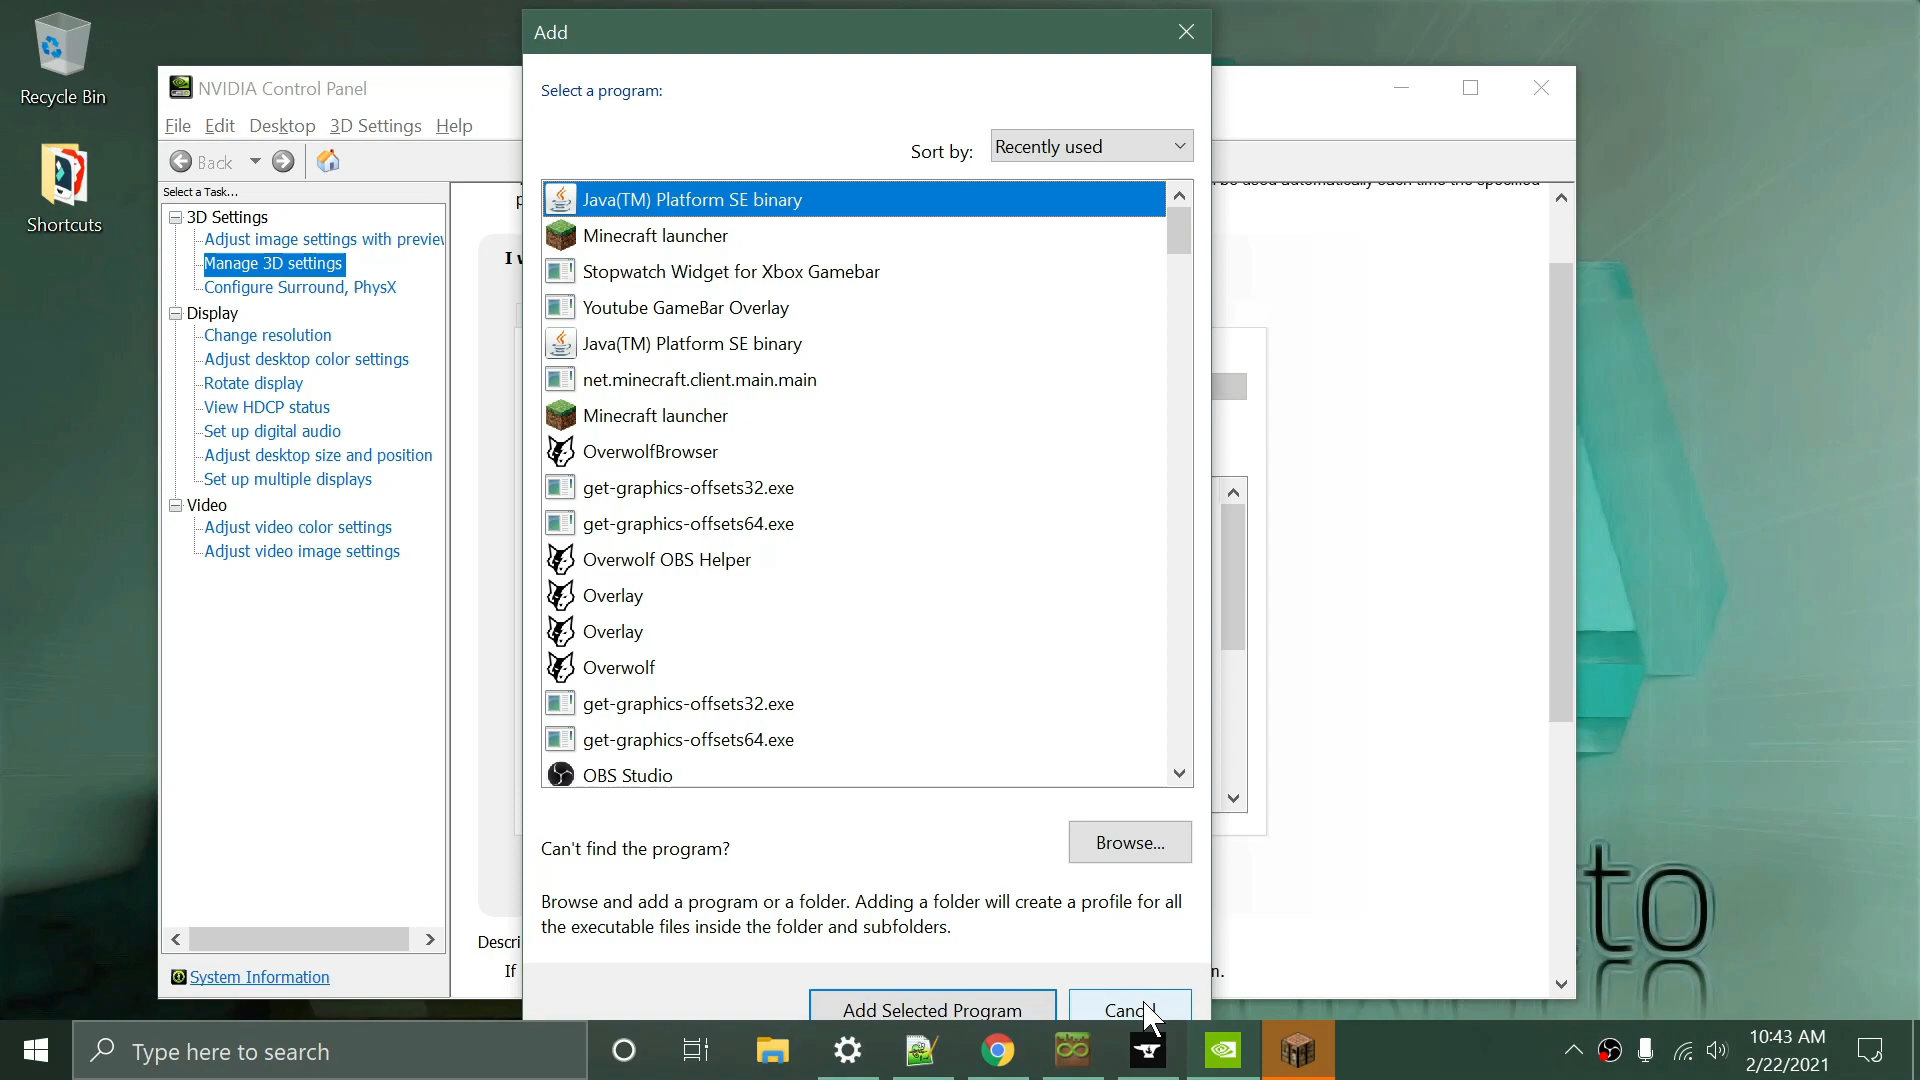 Recycle Bin
Shortcuts
NVIDIA Control Panel
File Edit Desktop 3D Settings Help
Back
Select a Task...
3D Settings
Adjust image settings with preview
Manage 3D settings
Configure Surround, PhysX
Display
Change resolution
Adjust desktop color settings
Rotate display
View HDCP status
Set up digital audio
Adjust desktop size and position
Set up multiple displays
Video
Adjust video color settings
Adjust video image settings
System Information
Add
Select a program:
Sort by: Recently used
Java(TM) Platform SE binary
Minecraft launcher
Stopwatch Widget for Xbox Gamebar
Youtube GameBar Overlay
Java(TM) Platform SE binary
net.minecraft.client.main.main
Minecraft launcher
OverwolfBrowser
get-graphics-offsets32.exe
get-graphics-offsets64.exe
Overwolf OBS Helper
Overlay
Overlay
Overwolf
get-graphics-offsets32.exe
get-graphics-offsets64.exe
OBS Studio
Can't find the program? Browse...
Browse and add a program or a folder. Adding a folder will create a profile for all
the executable files inside the folder and subfolders.
Add Selected Program Cancel
Descri
If
n.
to
Type here to search
10:43 AM
2/22/2021